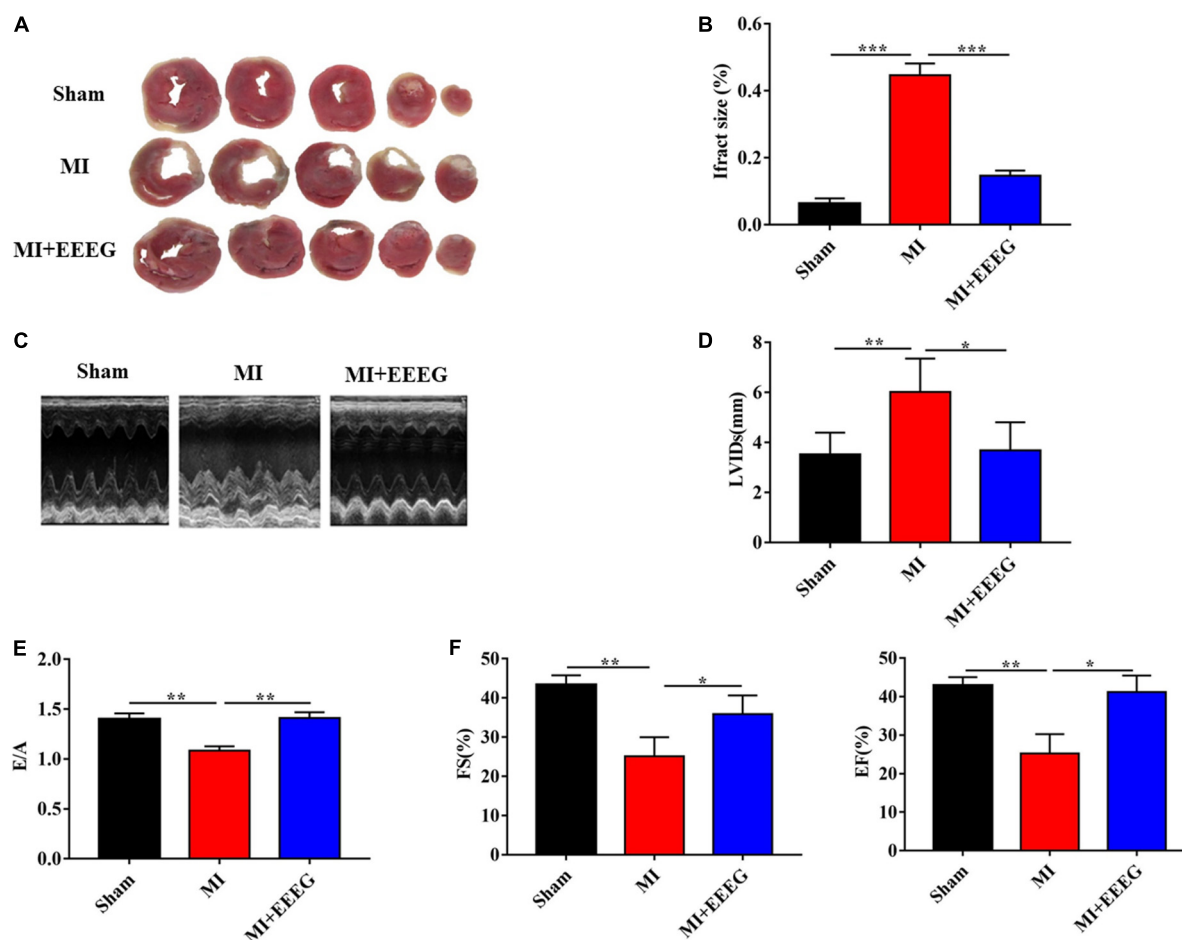 A
Sham
MI
MI+EEEG
B
Ifract size (%)
0.6
0.4
0.2
0.0
***
***
Sham
MI
MI+EEEG
C
Sham
MI
MI+EEEG
D
LVIDs(mm)
8
6
4
2
0
**
*
Sham
MI
MI+EEEG
E
E/A
2.0
1.5
1.0
0.5
0.0
**
**
Sham
MI
MI+EEEG
F
FS(%)
50
40
30
20
10
0
**
*
Sham
MI
MI+EEEG
EF(%)
50
40
30
20
10
0
**
*
Sham
MI
MI+EEEG